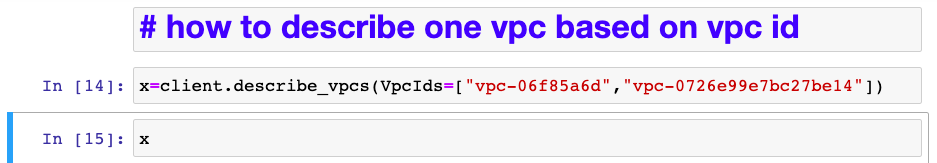 # how to describe one vpc based on vpc id
In [14]: x=client.describe_vpcs(VpcIds=["vpc-06f85a6d","vpc-0726e99e7bc27be14"])
In [15]: x